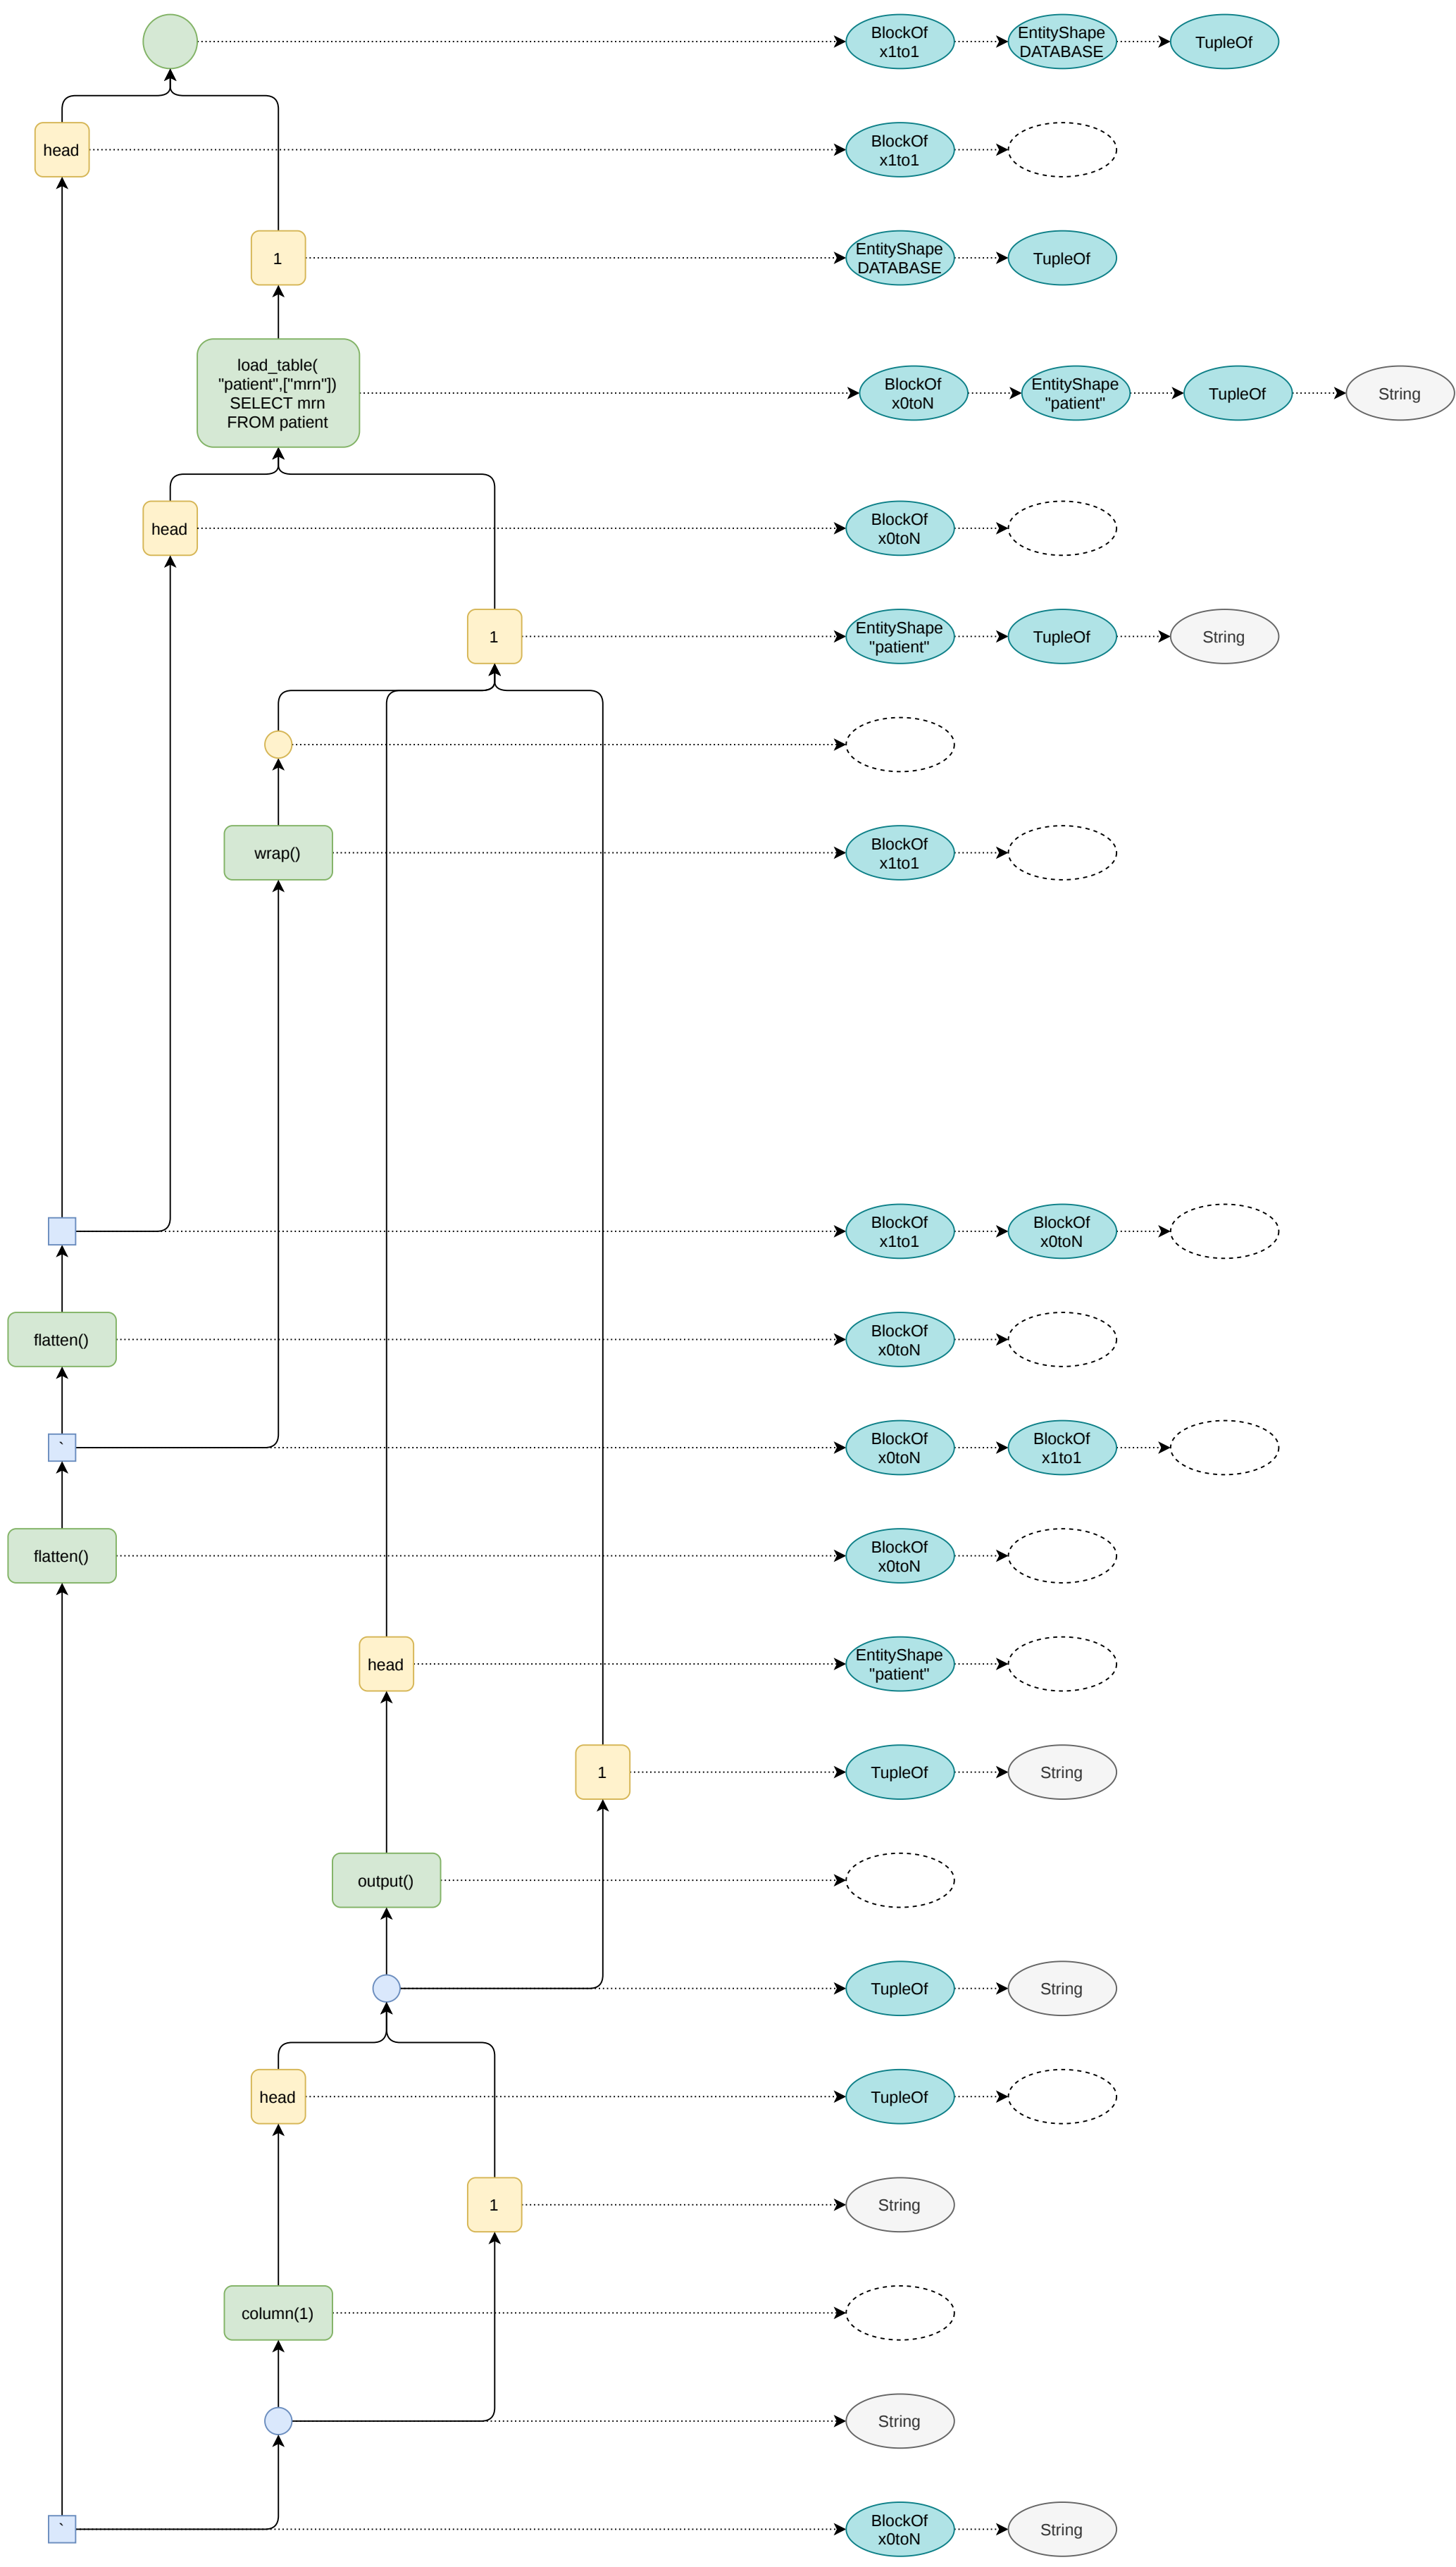 BlockOf
x1to1
EntityShape
DATABASE
TupleOf
head
BlockOf
x1to1
1
EntityShape
DATABASE
TupleOf
load_table(
"patient",["mrn"])
SELECT mrn
FROM patient
BlockOf
x0toN
EntityShape
"patient"
TupleOf
String
head
BlockOf
x0toN
1
EntityShape
"patient"
TupleOf
String
wrap()
BlockOf
x1to1
BlockOf
x1to1
BlockOf
x0toN
flatten()
BlockOf
x0toN
`
BlockOf
x0toN
BlockOf
x1to1
flatten()
BlockOf
x0toN
head
EntityShape
"patient"
1
TupleOf
String
output()
TupleOf
String
head
TupleOf
1
String
column(1)
String
`
BlockOf
x0toN
String